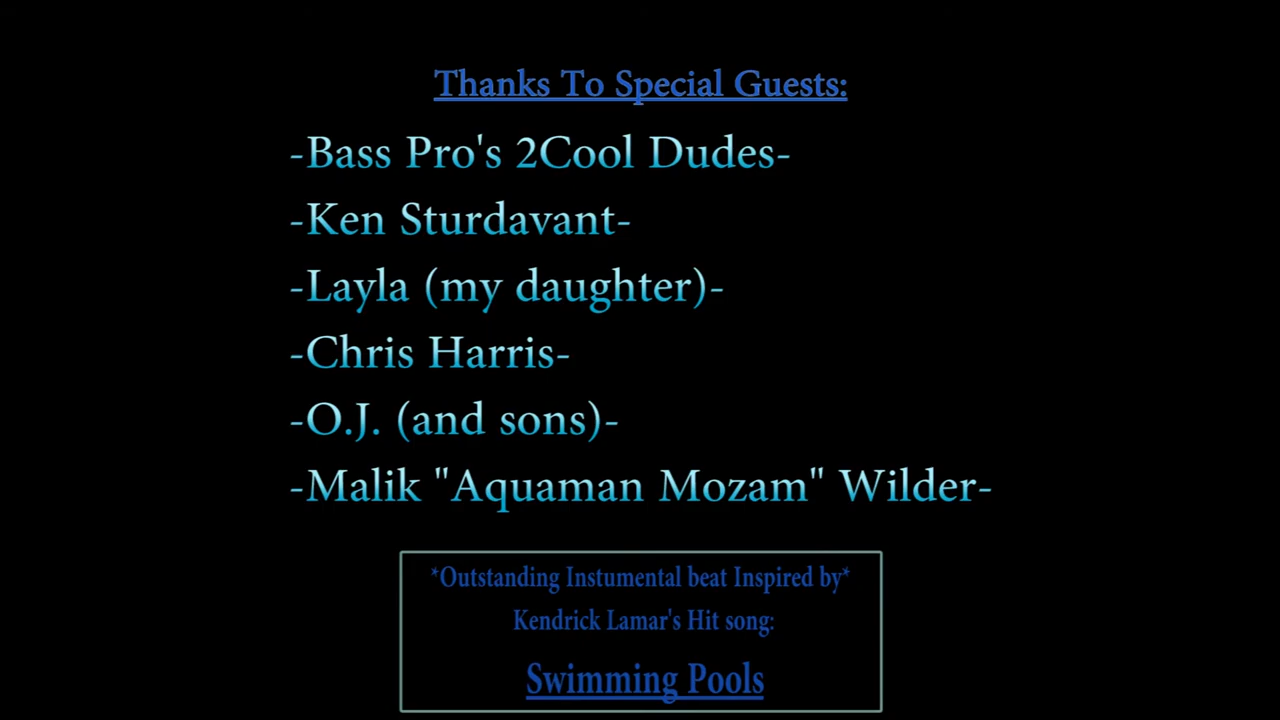 Thanks To Special Guests:
-Bass Pro's 2Cool Dudes-
-Ken Sturdavant-
-Layla (my daughter)-
-Chris Harris-
-O.J. (and sons)-
-Malik "Aquaman Mozam" Wilder-
*Outstanding Instumental beat Inspired by*
Kendrick Lamar's Hit song:
Swimming Pools